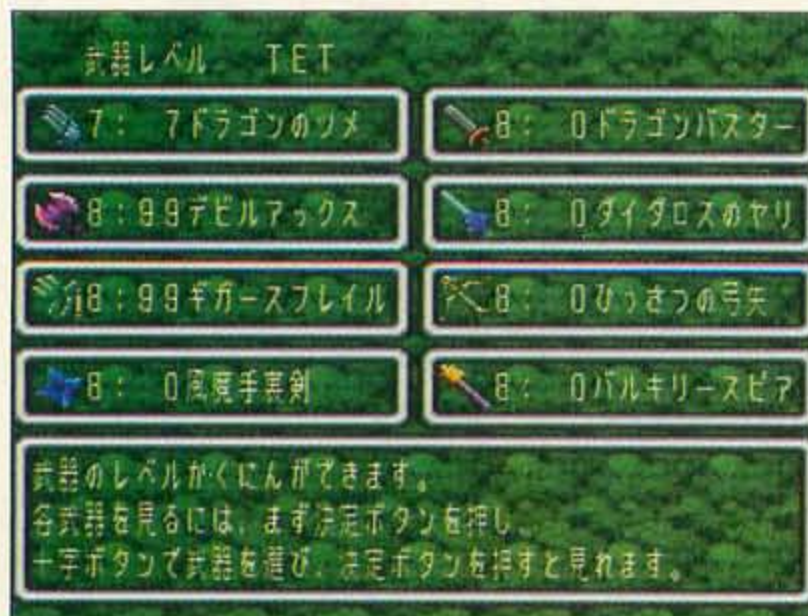 武器レベル TET
7: 7ドラゴンのツメ
8: 0ドラゴンバスター
8:99デビルアックス
8: 0ダイダロスのヤリ
8:99ギガースフレイル
8: 0ひっさつの弓矢
8: 0風魔手裏剣
8: 0バルキリースピア
武器のレベルかくにんができます。
各武器を見るには、まず決定ボタンを押し、
十字ボタンで武器を選び、決定ボタンを押すと見れます。